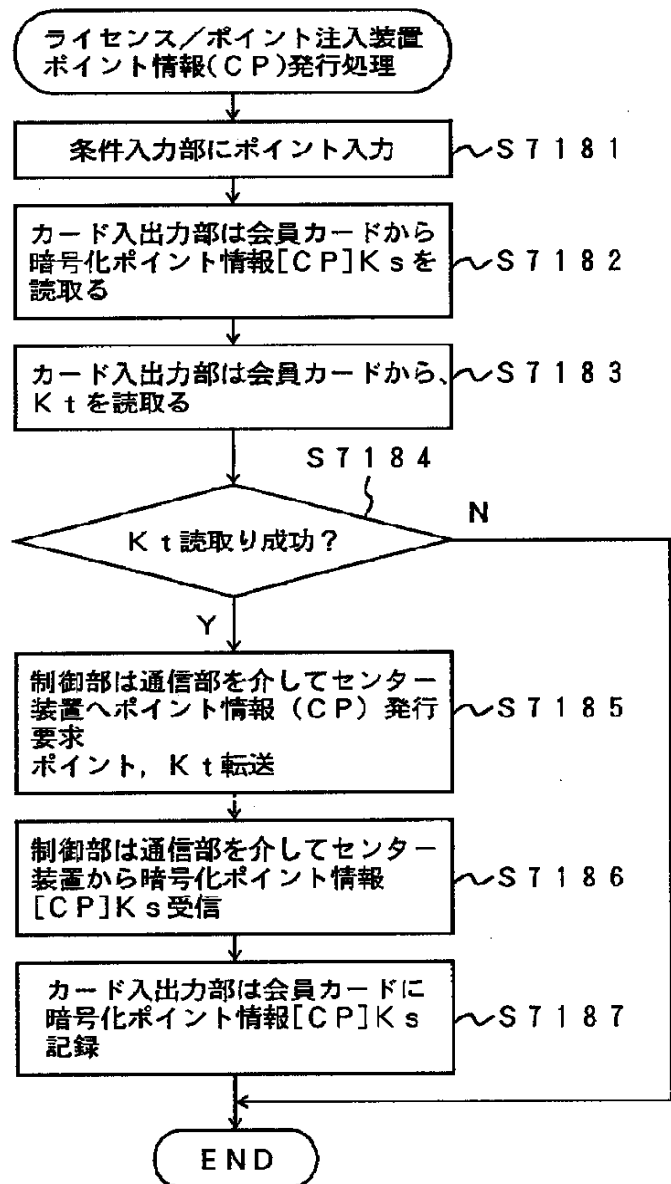 ライセンス／ポイント注入装置
ポイント情報(CP)発行処理
条件入力部にポイント入力
S7181
カード入出力部は会員カードから
暗号化ポイント情報[CP]Ksを
読取る
S7182
カード入出力部は会員カードから、
Ktを読取る
S7183
S7184
Kt読取り成功？
N
Y
制御部は通信部を介してセンター
装置へポイント情報（CP）発行
要求
ポイント，Kt転送
S7185
制御部は通信部を介してセンター
装置から暗号化ポイント情報
[CP]Ks受信
S7186
カード入出力部は会員カードに
暗号化ポイント情報[CP]Ks
記録
S7187
END